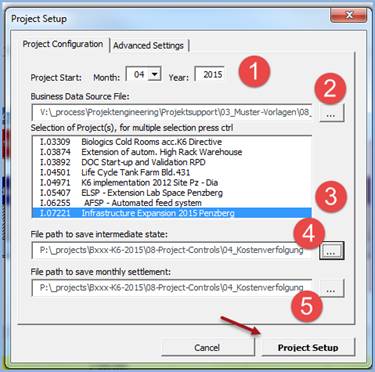 Project Setup
X
Project Configuration
Advanced Settings
Project Start: Month: 04 Year: 2015
1
Business Data Source File:
V:\_process\Projektengineering\Projektsupport\03_Muster-Vorlagen\08_
...
2
Selection of Project(s), for multiple selection press ctrl
I.03309 Biologics Cold Rooms acc.K6 Directive
I.03874 Extension of autom. High Rack Warehouse
I.03892 DOC Start-up and Validation RPD
I.04501 Life Cycle Tank Farm Bld.431
I.04971 K6 implementation 2012 Site Pz - Dia
I.05407 ELSP - Extension Lab Space Penzberg
I.06255 AFSP - Automated feed system
I.07221 Infrastructure Expansion 2015 Penzberg
3
File path to save intermediate state:
4
P:\_projects\Bxxx-K6-2015\08-Project-Controls\04_Kostenverfolgung
...
File path to save monthly settlement:
P:\_projects\Bxxx-K6-2015\08-Project-Controls\04_Kostenverfolgung
...
5
Cancel
Project Setup